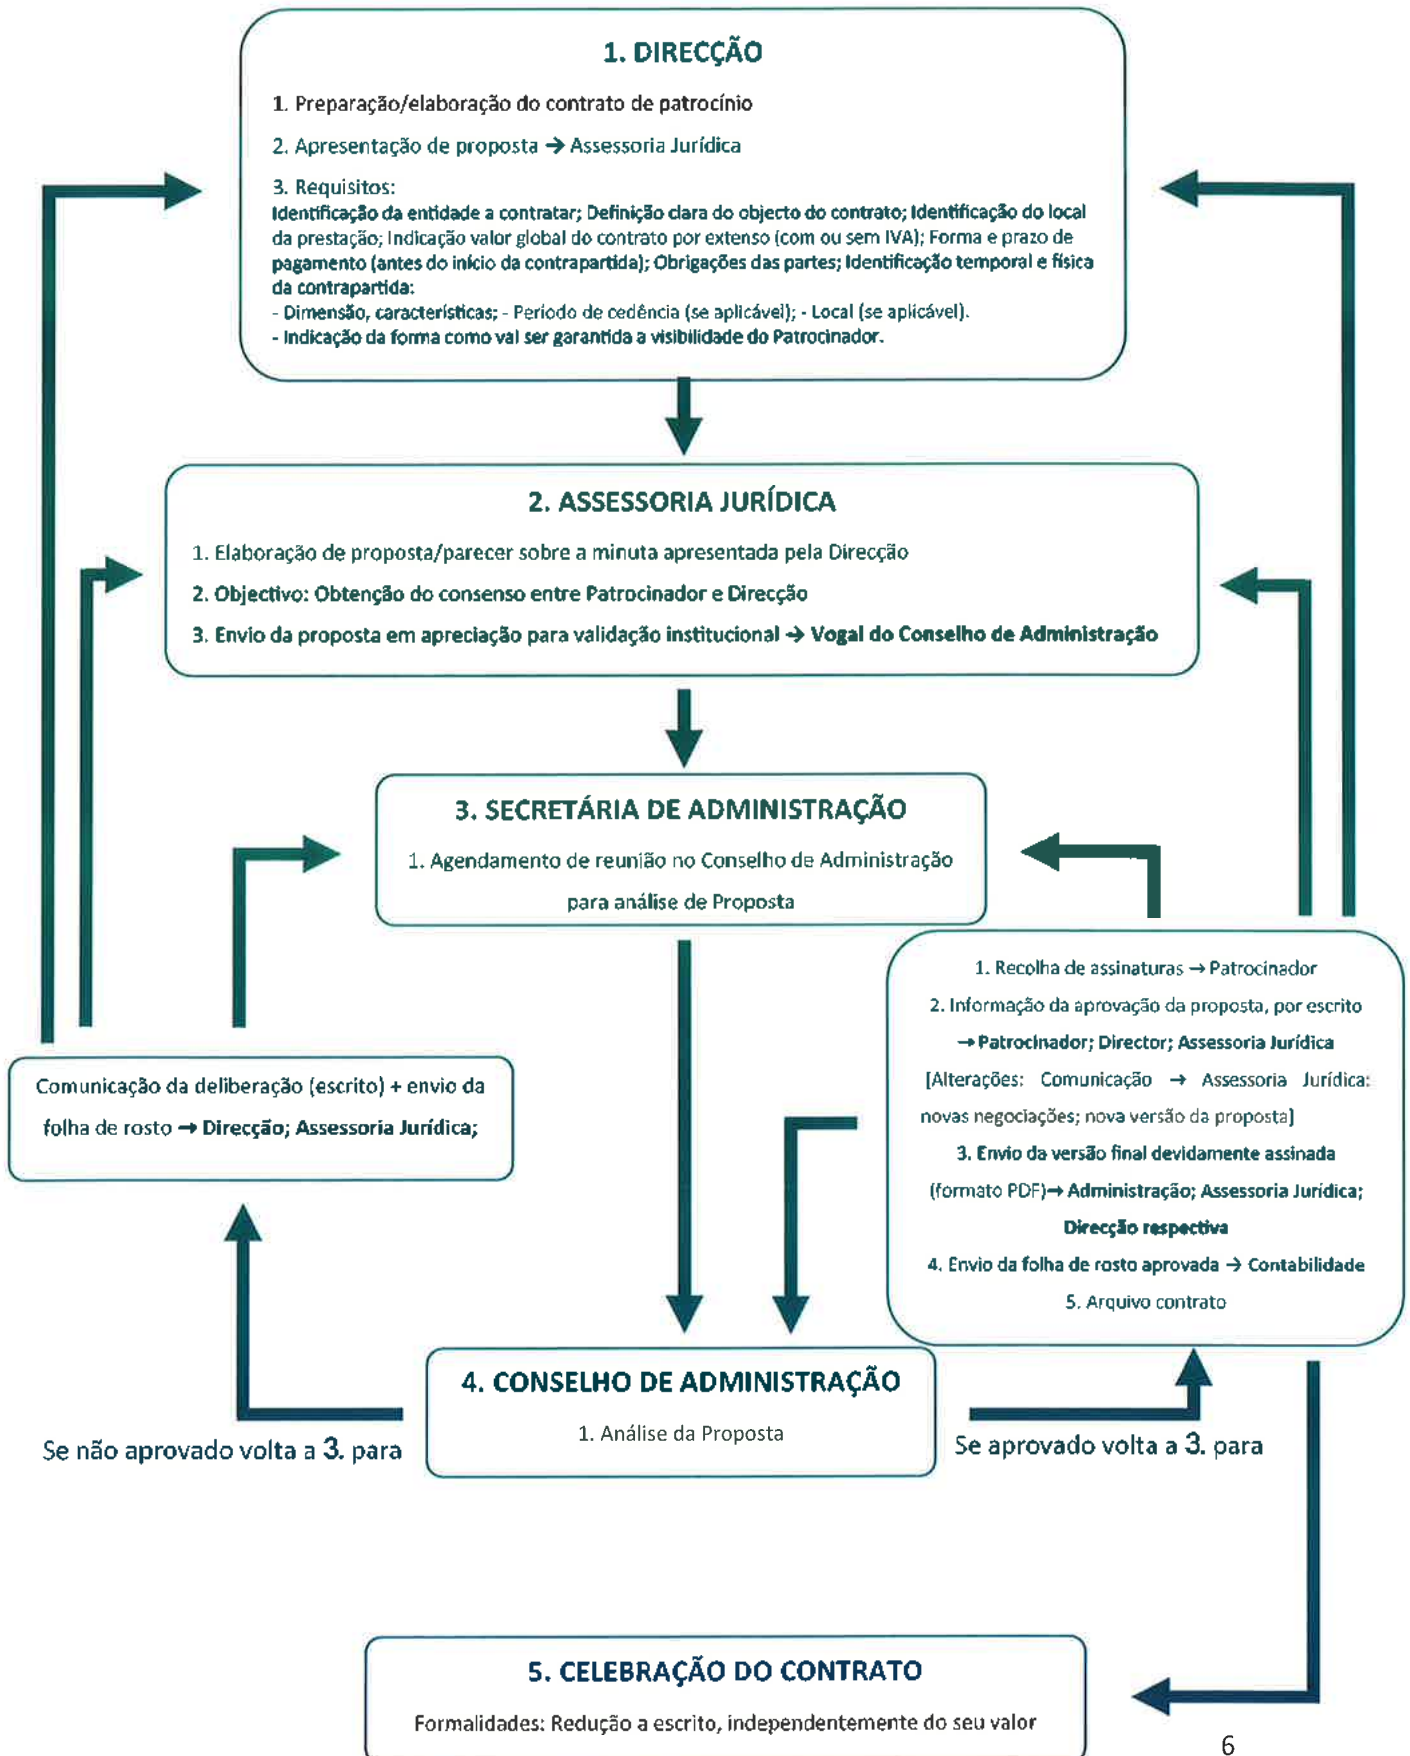 1. DIRECÇÃO
1. Preparação/elaboração do contrato de patrocínio
2. Apresentação de proposta → Assessoria Jurídica
3. Requisitos:
Identificação da entidade a contratar; Definição clara do objecto do contrato; Identificação do local
da prestação; Indicação valor global do contrato por extenso (com ou sem IVA); Forma e prazo de
pagamento (antes do início da contrapartida); Obrigações das partes; Identificação temporal e física
da contrapartida:
- Dimensão, características; - Período de cedência (se aplicável); - Local (se aplicável).
- Indicação da forma como vai ser garantida a visibilidade do Patrocinador.
2. ASSESSORIA JURÍDICA
1. Elaboração de proposta/parecer sobre a minuta apresentada pela Direcção
2. Objectivo: Obtenção do consenso entre Patrocinador e Direcção
3. Envio da proposta em apreciação para validação institucional → Vogal do Conselho de Administração
3. SECRETÁRIA DE ADMINISTRAÇÃO
1. Agendamento de reunião no Conselho de Administração
para análise de Proposta
1. Recolha de assinaturas → Patrocinador
2. Informação da aprovação da proposta, por escrito
→ Patrocinador; Director; Assessoria Jurídica
[Alterações: Comunicação → Assessoria Jurídica:
novas negociações; nova versão da proposta]
3. Envio da versão final devidamente assinada
(formato PDF)→ Administração; Assessoria Jurídica;
Direcção respectiva
4. Envio da folha de rosto aprovada → Contabilidade
5. Arquivo contrato
Comunicação da deliberação (escrito) + envio da
folha de rosto → Direcção; Assessoria Jurídica;
4. CONSELHO DE ADMINISTRAÇÃO
1. Análise da Proposta
Se não aprovado volta a 3. para
Se aprovado volta a 3. para
5. CELEBRAÇÃO DO CONTRATO
Formalidades: Redução a escrito, independentemente do seu valor
6